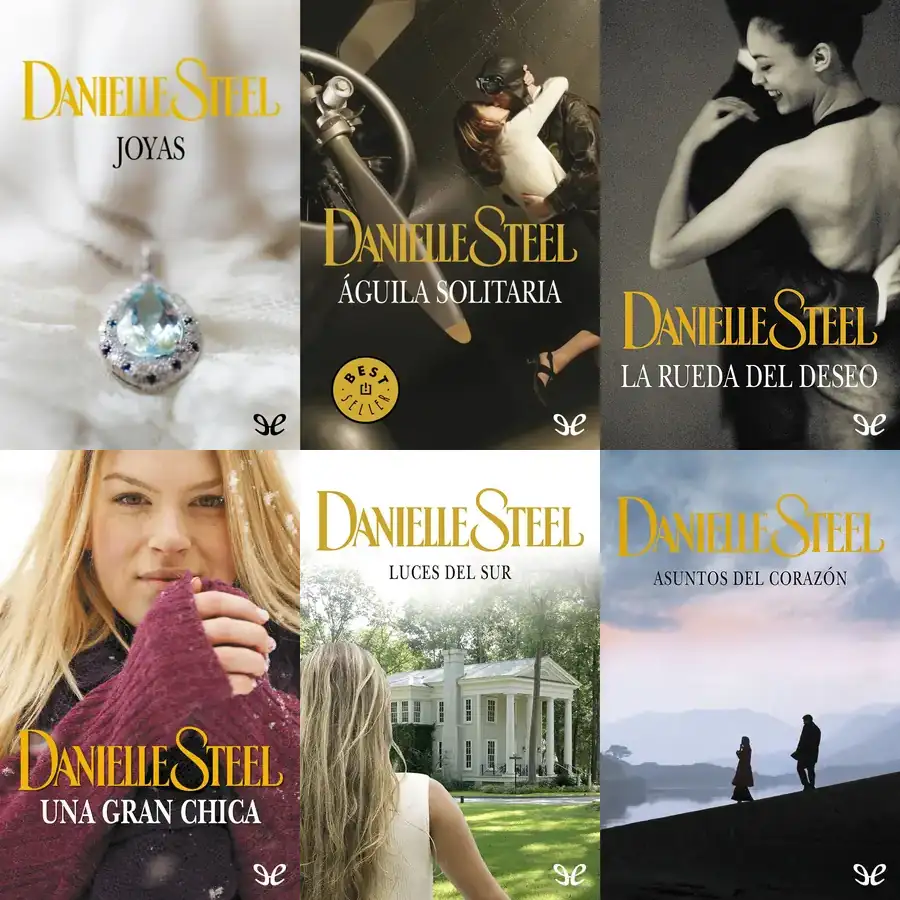 DANIELLE STEEL
JOYAS
DANIELLE STEEL
ÁGUILA SOLITARIA
BEST
SELLER
DANIELLE STEEL
LA RUEDA DEL DESEO
DANIELLE STEEL
UNA GRAN CHICA
DANIELLE STEEL
LUCES DEL SUR
DANIELLE STEEL
ASUNTOS DEL CORAZÓN